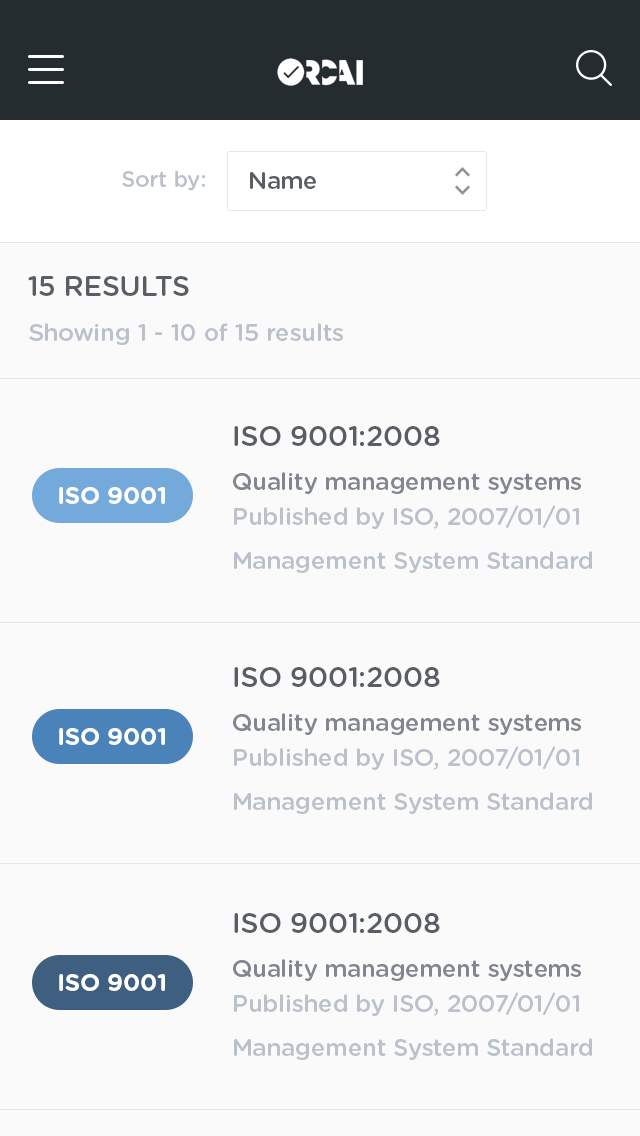 ORCAI
Sort by: Name
15 RESULTS
Showing 1 - 10 of 15 results
ISO 9001
ISO 9001:2008
Quality management systems
Published by ISO, 2007/01/01
Management System Standard
ISO 9001
ISO 9001:2008
Quality management systems
Published by ISO, 2007/01/01
Management System Standard
ISO 9001
ISO 9001:2008
Quality management systems
Published by ISO, 2007/01/01
Management System Standard